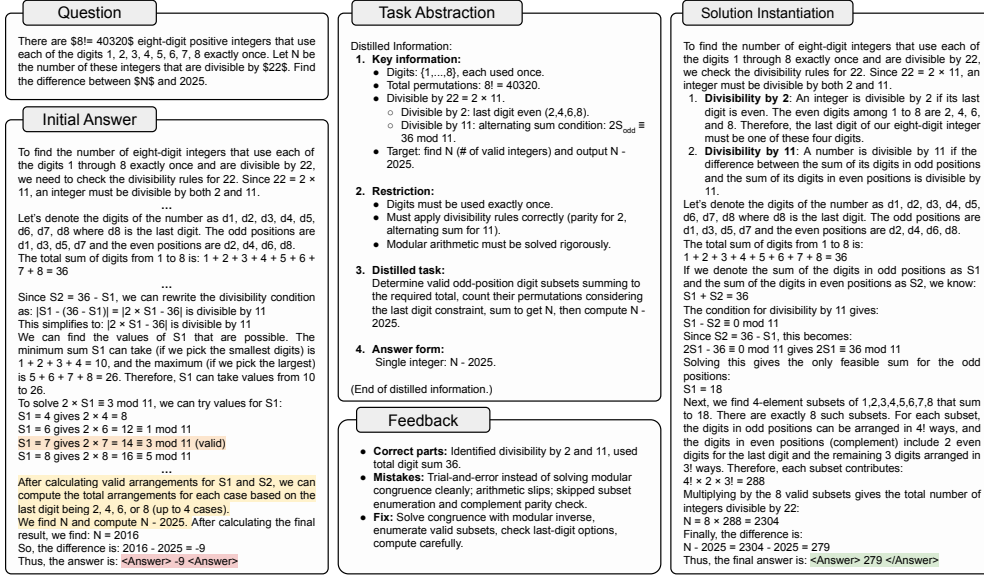 Question
There are $8!= 40320$ eight-digit positive integers that use
each of the digits 1, 2, 3, 4, 5, 6, 7, 8 exactly once. Let N be
the number of these integers that are divisible by $22$. Find
the difference between $N$ and 2025.
Initial Answer
To find the number of eight-digit integers that use each of
the digits 1 through 8 exactly once and are divisible by 22,
we need to check the divisibility rules for 22. Since 22 = 2 ×
11, an integer must be divisible by both 2 and 11.
...
Let's denote the digits of the number as d1, d2, d3, d4, d5,
d6, d7, d8 where d8 is the last digit. The odd positions are
d1, d3, d5, d7 and the even positions are d2, d4, d6, d8.
The total sum of digits from 1 to 8 is: 1 + 2 + 3 + 4 + 5 + 6 +
7 + 8 = 36
...
Since S2 = 36 - S1, we can rewrite the divisibility condition
as: |S1 - (36 - S1)| = |2 × S1 - 36| is divisible by 11
This simplifies to: |2 × S1 - 36| is divisible by 11
We can find the values of S1 that are possible. The
minimum sum S1 can take (if we pick the smallest digits) is
1 + 2 + 3 + 4 = 10, and the maximum (if we pick the largest)
is 5 + 6 + 7 + 8 = 26. Therefore, S1 can take values from 10
to 26.
To solve 2 × S1 ≡ 3 mod 11, we can try values for S1:
S1 = 4 gives 2 × 4 = 8
S1 = 6 gives 2 × 6 = 12 ≡ 1 mod 11
S1 = 7 gives 2 × 7 = 14 ≡ 3 mod 11 (valid)
S1 = 8 gives 2 × 8 = 16 ≡ 5 mod 11
...
After calculating valid arrangements for S1 and S2, we can
compute the total arrangements for each case based on the
last digit being 2, 4, 6, or 8 (up to 4 cases).
We find N and compute N - 2025. After calculating the final
result, we find: N = 2016
So, the difference is: 2016 - 2025 = -9
Thus, the answer is: <Answer> -9 <Answer>
Task Abstraction
Distilled Information:
1. Key information:
● Digits: {1,...,8}, each used once.
● Total permutations: 8! = 40320.
● Divisible by 22 = 2 × 11.
○ Divisible by 2: last digit even (2,4,6,8).
○ Divisible by 11: alternating sum condition: 2S_odd ≡
36 mod 11.
● Target: find N (# of valid integers) and output N -
2025.
2. Restriction:
● Digits must be used exactly once.
● Must apply divisibility rules correctly (parity for 2,
alternating sum for 11).
● Modular arithmetic must be solved rigorously.
3. Distilled task:
Determine valid odd-position digit subsets summing to
the required total, count their permutations considering
the last digit constraint, sum to get N, then compute N -
2025.
4. Answer form:
Single integer: N - 2025.
(End of distilled information.)
Feedback
● Correct parts: Identified divisibility by 2 and 11, used
total digit sum 36.
● Mistakes: Trial-and-error instead of solving modular
congruence cleanly; arithmetic slips; skipped subset
enumeration and complement parity check.
● Fix: Solve congruence with modular inverse,
enumerate valid subsets, check last-digit options,
compute carefully.
Solution Instantiation
To find the number of eight-digit integers that use each of
the digits 1 through 8 exactly once and are divisible by 22,
we check the divisibility rules for 22. Since 22 = 2 × 11, an
integer must be divisible by both 2 and 11.
1. Divisibility by 2: An integer is divisible by 2 if its last
digit is even. The even digits among 1 to 8 are 2, 4, 6,
and 8. Therefore, the last digit of our eight-digit integer
must be one of these four digits.
2. Divisibility by 11: A number is divisible by 11 if the
difference between the sum of its digits in odd positions
and the sum of its digits in even positions is divisible by
11.
Let's denote the digits of the number as d1, d2, d3, d4, d5,
d6, d7, d8 where d8 is the last digit. The odd positions are
d1, d3, d5, d7 and the even positions are d2, d4, d6, d8.
The total sum of digits from 1 to 8 is:
1 + 2 + 3 + 4 + 5 + 6 + 7 + 8 = 36
If we denote the sum of the digits in odd positions as S1
and the sum of the digits in even positions as S2, we know:
S1 + S2 = 36
The condition for divisibility by 11 gives:
S1 - S2 ≡ 0 mod 11
Since S2 = 36 - S1, this becomes:
2S1 - 36 ≡ 0 mod 11 gives 2S1 ≡ 36 mod 11
Solving this gives the only feasible sum for the odd
positions:
S1 = 18
Next, we find 4-element subsets of 1,2,3,4,5,6,7,8 that sum
to 18. There are exactly 8 such subsets. For each subset,
the digits in odd positions can be arranged in 4! ways, and
the digits in even positions (complement) include 2 even
digits for the last digit and the remaining 3 digits arranged in
3! ways. Therefore, each subset contributes:
4! × 2 × 3! = 288
Multiplying by the 8 valid subsets gives the total number of
integers divisible by 22:
N = 8 × 288 = 2304
Finally, the difference is:
N - 2025 = 2304 - 2025 = 279
Thus, the final answer is: <Answer> 279 </Answer>